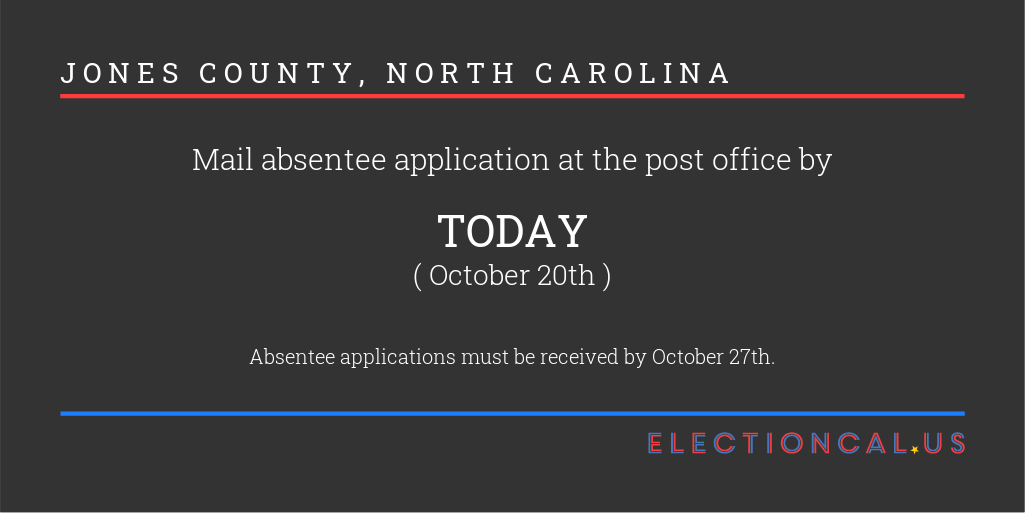 JONES COUNTY, NORTH CAROLINA
Mail absentee application at the post office by
TODAY
( October 20th )
Absentee applications must be received by October 27th.
ELECTIONCAL.US